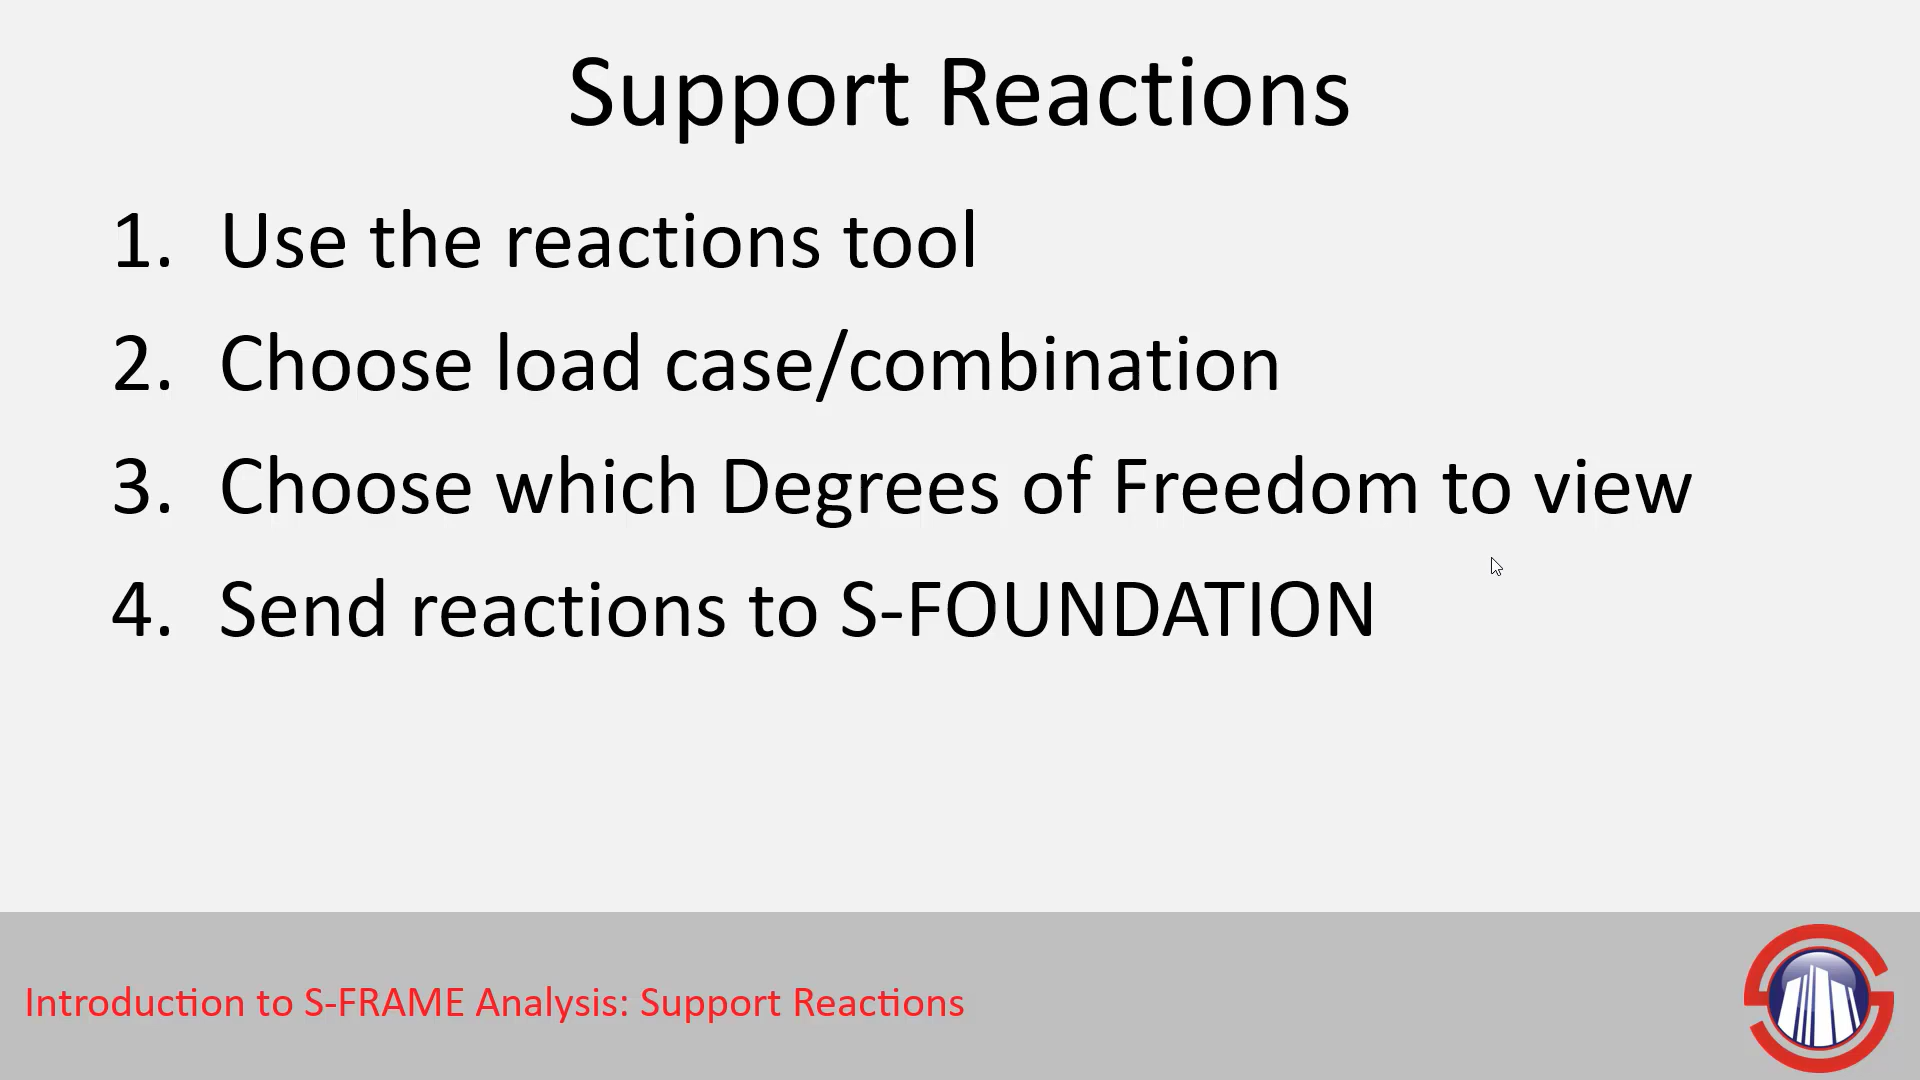 Support Reactions
1. Use the reactions tool
2. Choose load case/combination
3. Choose which Degrees of Freedom to view
4. Send reactions to S-FOUNDATION
Introduction to S-FRAME Analysis: Support Reactions